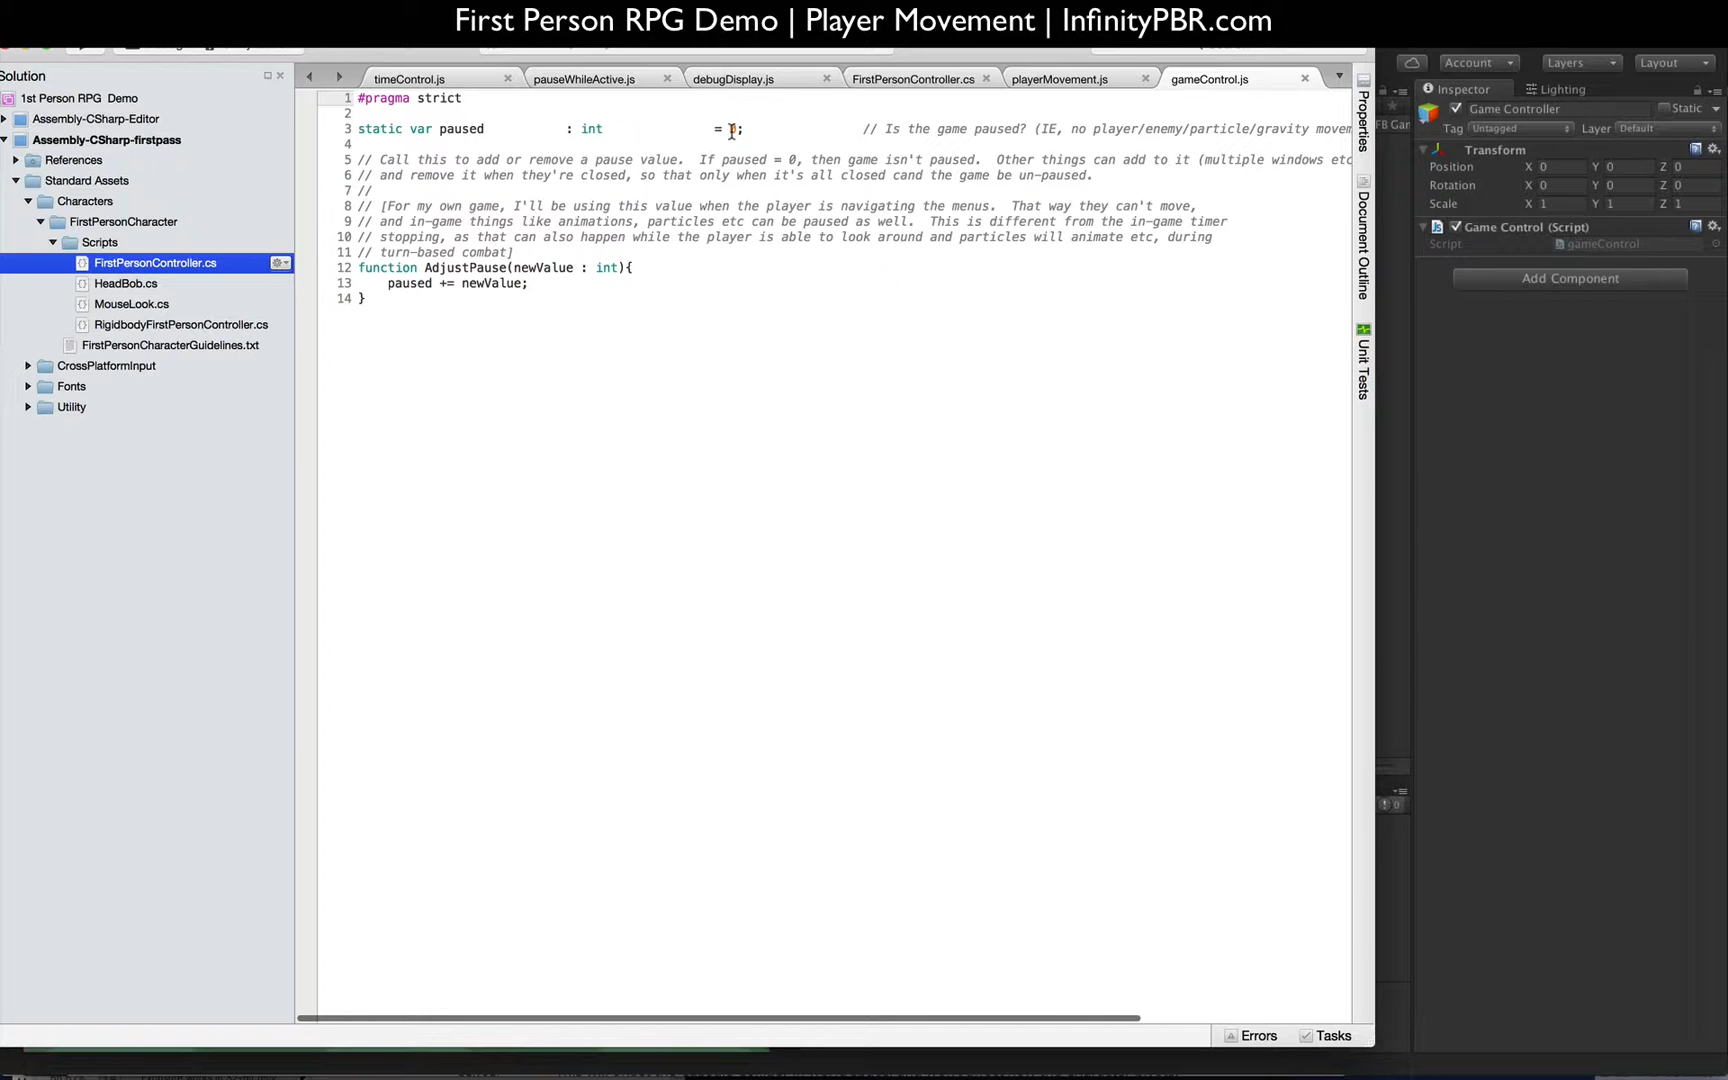 First Person RPG Demo | Player Movement | InfinityPBR.com
Solution
1st Person RPG Demo
Assembly-CSharp-Editor
Assembly-CSharp-firstpass
References
Standard Assets
Characters
FirstPersonCharacter
Scripts
FirstPersonController.cs
HeadBob.cs
MouseLook.cs
RigidbodyFirstPersonController.cs
FirstPersonCharacterGuidelines.txt
CrossPlatformInput
Fonts
Utility
timeControl.js pauseWhileActive.js debugDisplay.js FirstPersonController.cs playerMovement.js gameControl.js
1 #pragma strict
2
3 static var paused : int = 0; // Is the game paused? (IE, no player/enemy/particle/gravity movem
4
5 // Call this to add or remove a pause value. If paused = 0, then game isn't paused. Other things can add to it (multiple windows etc
6 // and remove it when they're closed, so that only when it's all closed cand the game be un-paused.
7 //
8 // [For my own game, I'll be using this value when the player is navigating the menus. That way they can't move,
9 // and in-game things like animations, particles etc can be paused as well. This is different from the in-game timer
10 // stopping, as that can also happen while the player is able to look around and particles will animate etc, during
11 // turn-based combat]
12 function AdjustPause(newValue : int){
13 paused += newValue;
14 }
Properties
Document Outline
Unit Tests
Errors Tasks
Account Layers Layout
Inspector Lighting
Game Controller Static
Tag Untagged Layer Default
Transform
Position X 0 Y 0 Z 0
Rotation X 0 Y 0 Z 0
Scale X 1 Y 1 Z 1
Game Control (Script)
Script gameControl
Add Component